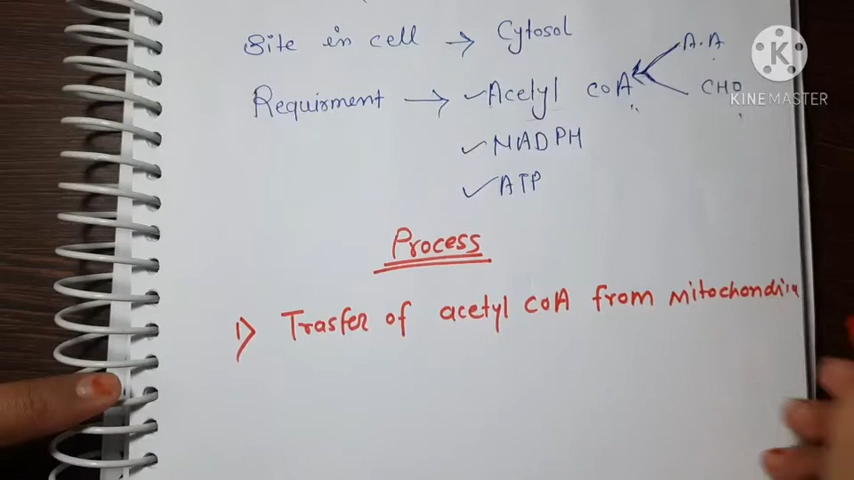 Site in cell → Cytosol
Requirment → ✓Acetyl coA A.A
CHO
✓NADPH
✓ATP
Process
1) Trasfer of acetyl coA from mitochondria
K
KINEMASTER